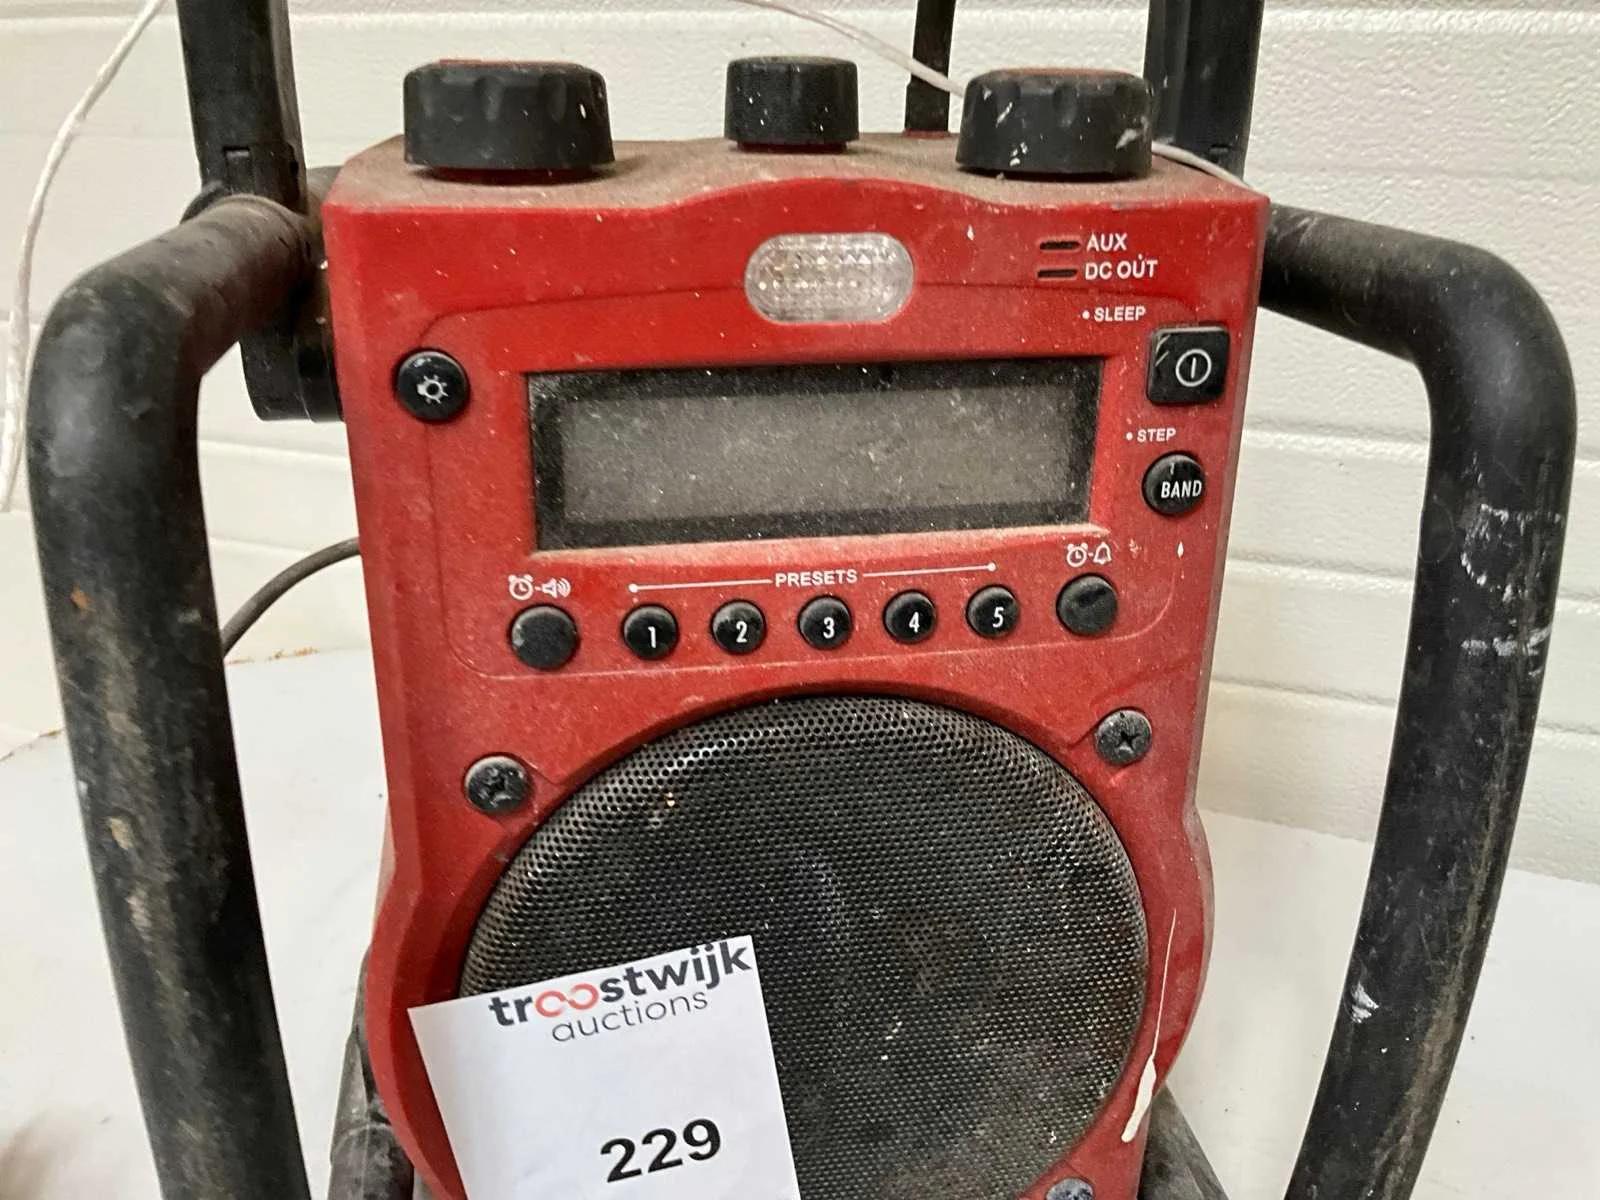 AUX
DC OUT
• SLEEP
• STEP
BAND
PRESETS
1 2 3 4 5
troostwijk
auctions
229